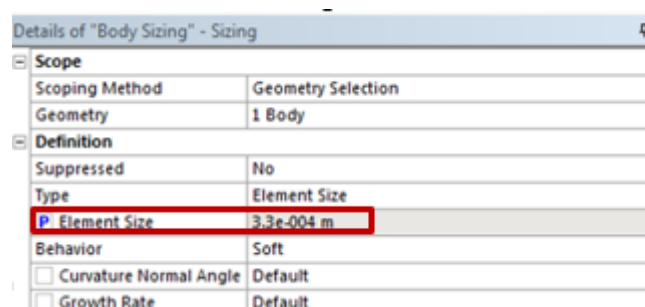 Details of "Body Sizing" - Sizing
Scope
Scoping Method Geometry Selection
Geometry 1 Body
Definition
Suppressed No
Type Element Size
P Element Size 3.3e-004 m
Behavior Soft
Curvature Normal Angle Default
Growth Rate Default